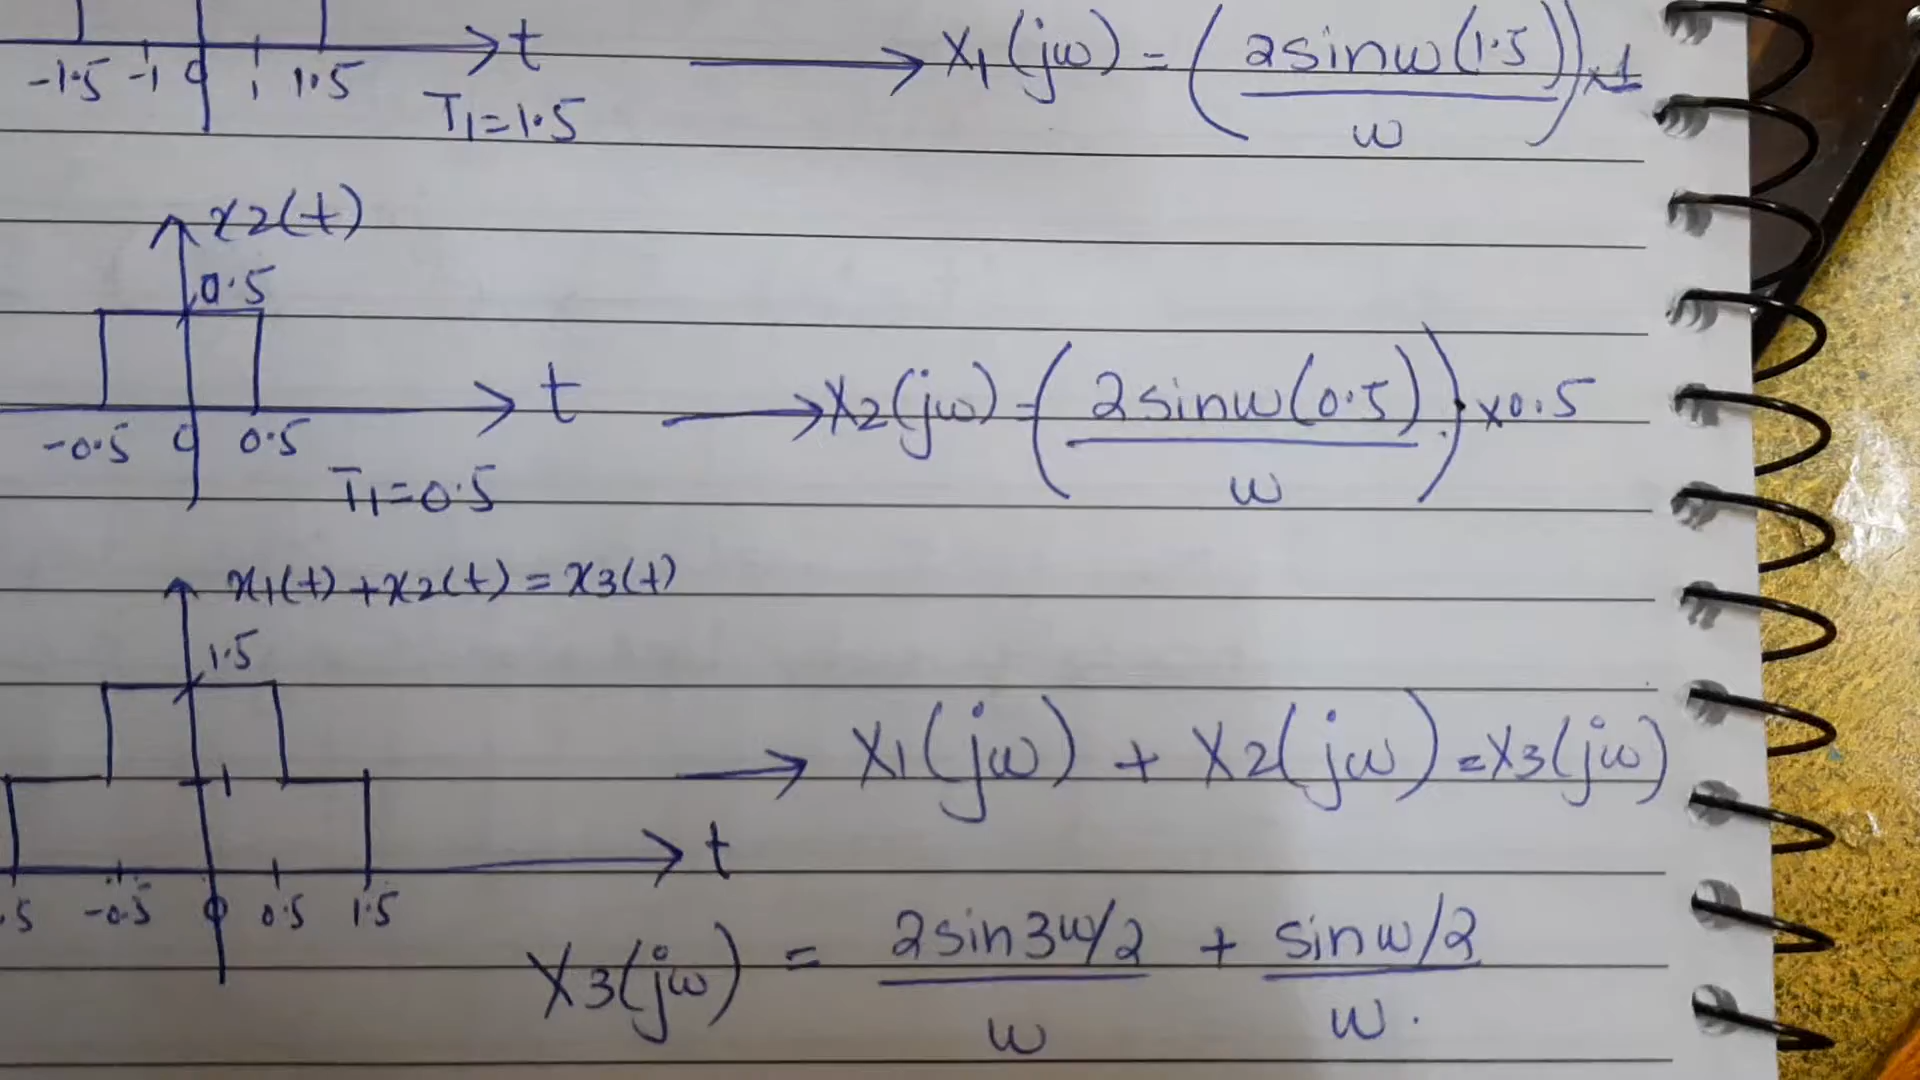 -1.5 -1 0 1 1.5 t
T1=1.5
X1(jω) = (2sinω(1.5)/ω)x1
x2(t)
0.5
-0.5 0 0.5 t
T1=0.5
X2(jω) = (2sinω(0.5)/ω)x0.5
x1(t)+x2(t)=x3(t)
1.5
1
X1(jω) + X2(jω)=X3(jω)
.5 -0.5 0 0.5 1.5 t
X3(jω) = 2sin3ω/2/ω + sinω/2/ω.